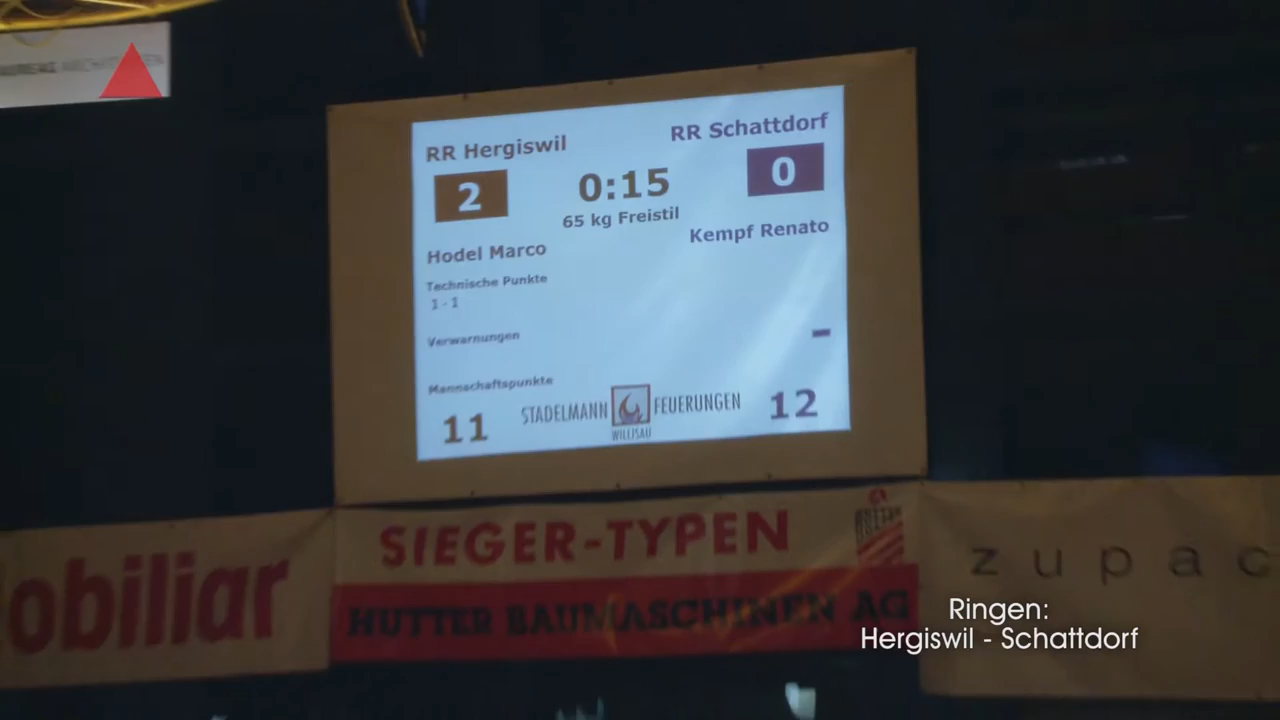 RR Hergiswil
RR Schattdorf
2
0:15
0
65 kg Freistil
Hodel Marco
Kempf Renato
Technische Punkte
1 - 1
Verwarnungen
-
Mannschaftspunkte
11
STADELMANN FEUERUNGEN
WILLISAU
12
obiliar
SIEGER-TYPEN
HUTTER BAUMASCHINEN AG
zupac
Ringen:
Hergiswil - Schattdorf